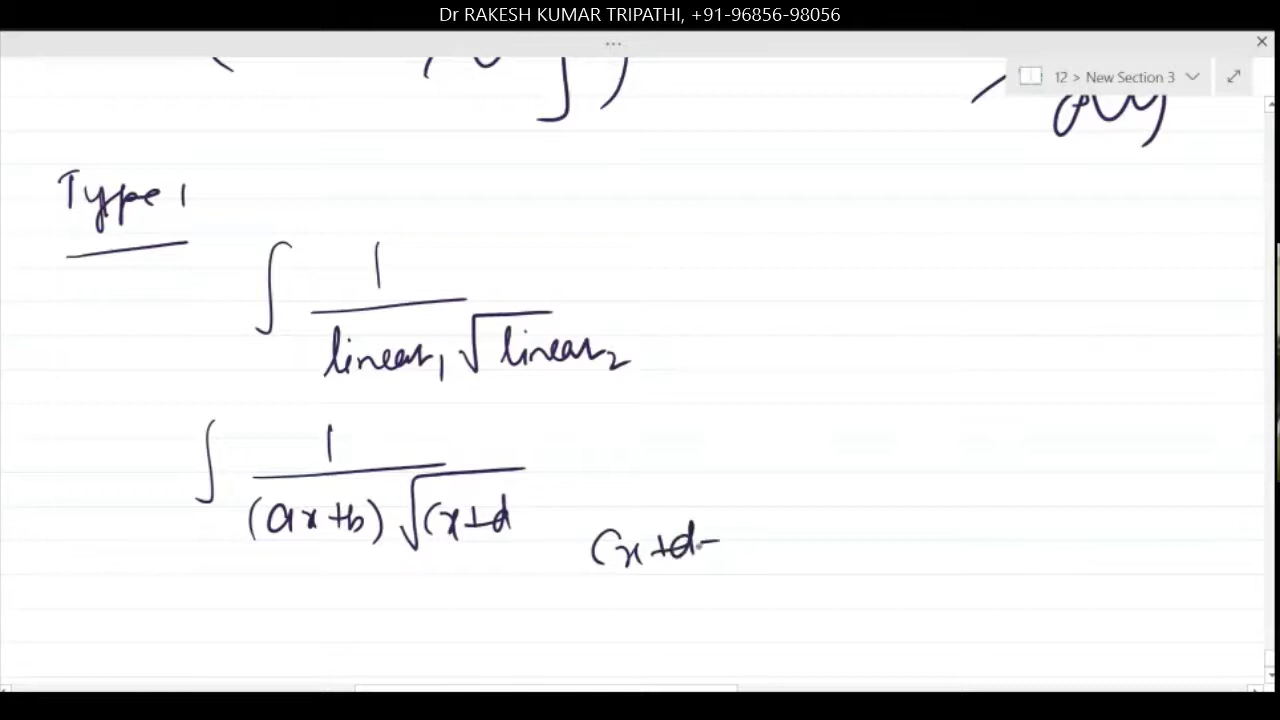 Dr RAKESH KUMAR TRIPATHI, +91-96856-98056
12 > New Section 3
Type 1
∫ 1 / linear₁ √linear₂
∫ 1 / (ax+b) √cx+d
cx+d-